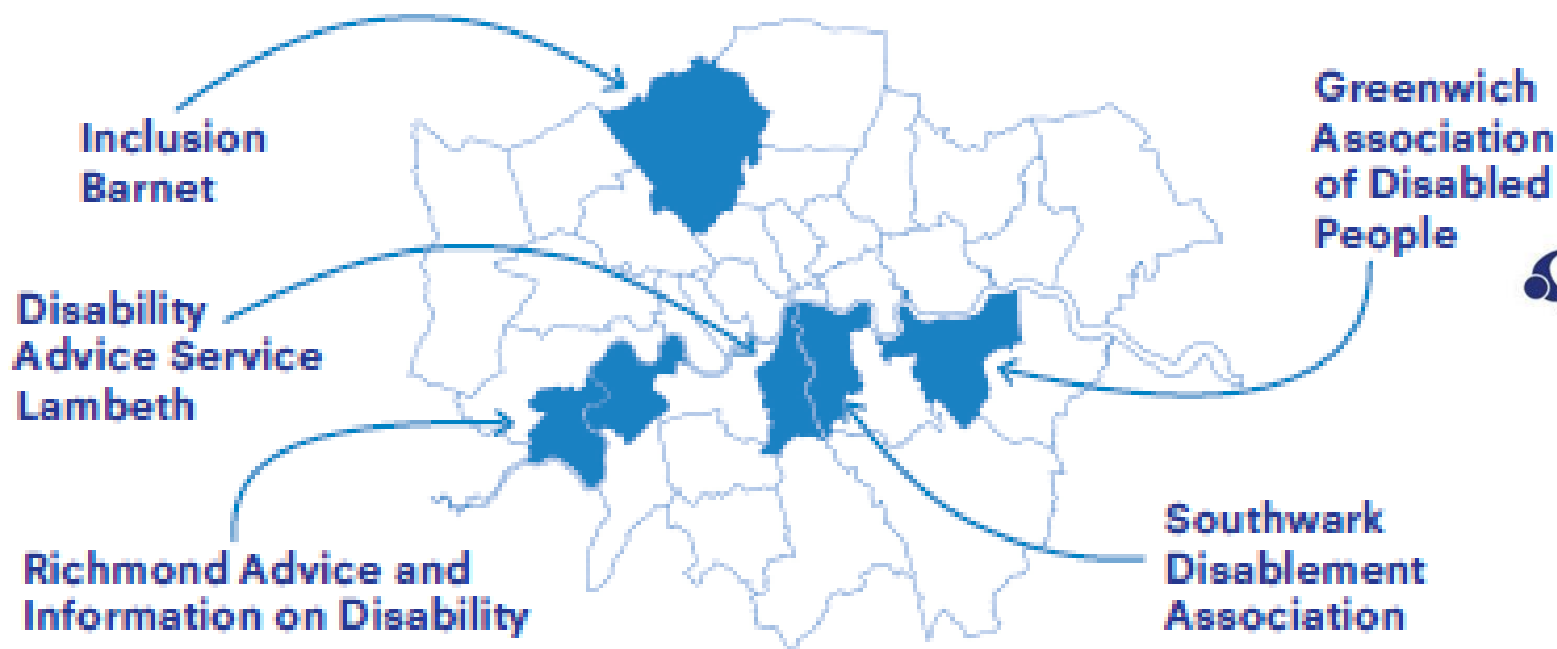 Inclusion
Barnet
Disability
Advice Service
Lambeth
Richmond Advice and
Information on Disability
Greenwich
Association
of Disabled
People
Southwark
Disablement
Association